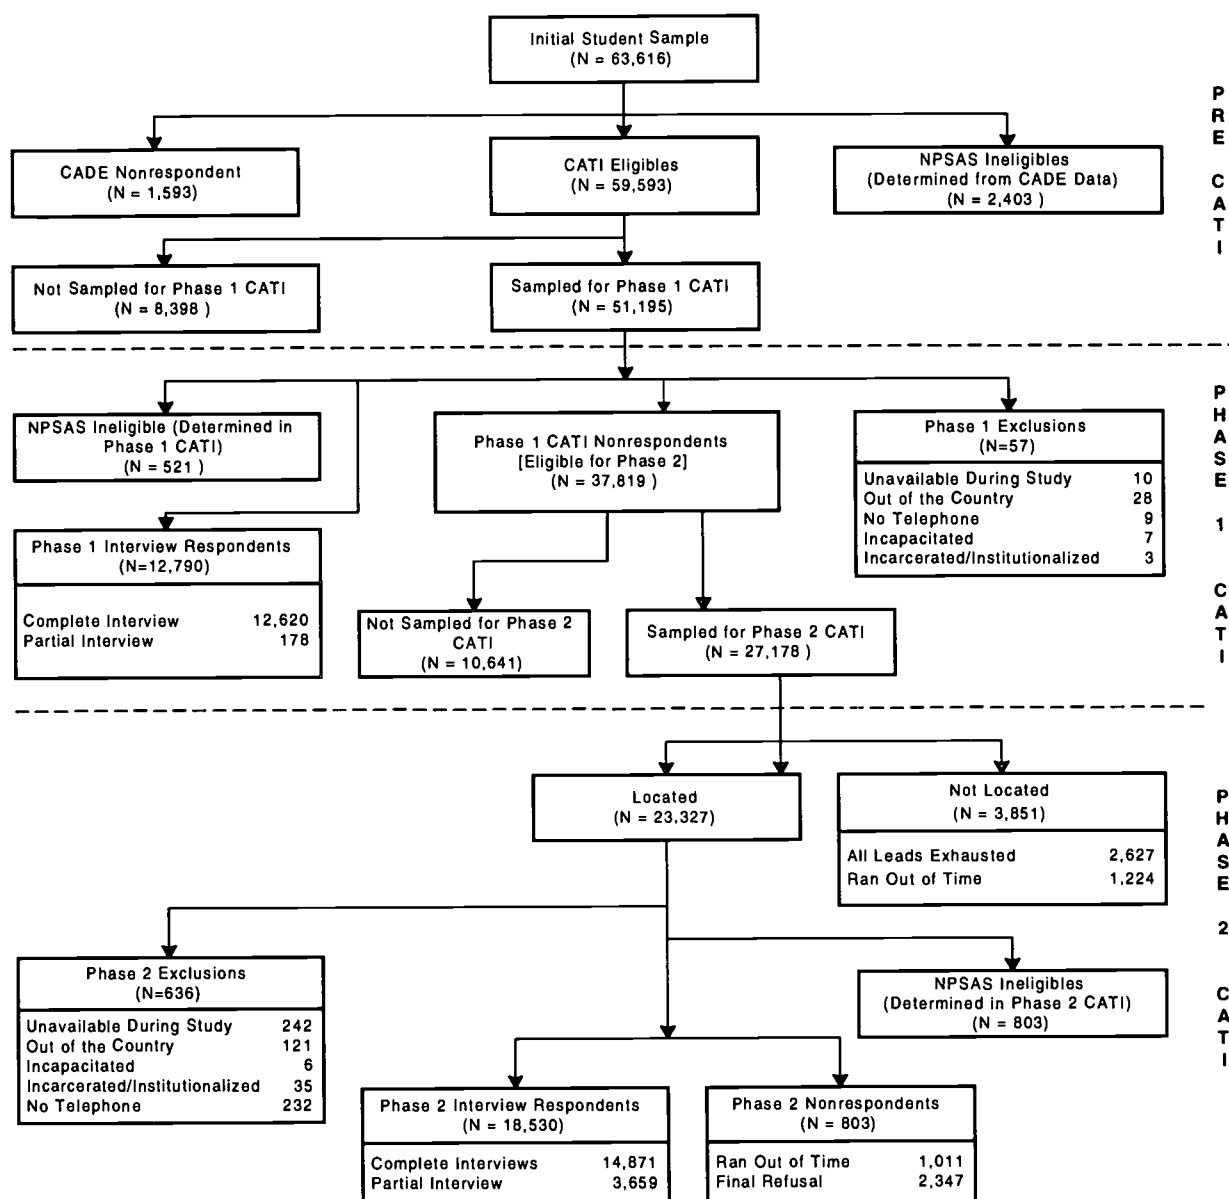 Initial Student Sample
(N = 63,616)
CADE Nonrespondent
(N = 1,593)
CATI Eligibles
(N = 59,593)
NPSAS Ineligibles
(Determined from CADE Data)
(N = 2,403 )
Not Sampled for Phase 1 CATI
(N = 8,398 )
Sampled for Phase 1 CATI
(N = 51,195)
PRE CATI
NPSAS Ineligible (Determined in
Phase 1 CATI)
(N = 521 )
Phase 1 CATI Nonrespondents
[Eligible for Phase 2]
(N = 37,819 )
Phase 1 Exclusions
(N=57)
Unavailable During Study 10
Out of the Country 28
No Telephone 9
Incapacitated 7
Incarcerated/Institutionalized 3
Phase 1 Interview Respondents
(N=12,790)
Complete Interview 12,620
Partial Interview 178
Not Sampled for Phase 2
CATI
(N = 10,641)
Sampled for Phase 2 CATI
(N = 27,178 )
PHASE 1 CATI
Located
(N = 23,327)
Not Located
(N = 3,851)
All Leads Exhausted 2,627
Ran Out of Time 1,224
Phase 2 Exclusions
(N=636)
Unavailable During Study 242
Out of the Country 121
Incapacitated 6
Incarcerated/Institutionalized 35
No Telephone 232
NPSAS Ineligibles
(Determined in Phase 2 CATI)
(N = 803)
Phase 2 Interview Respondents
(N = 18,530)
Complete Interviews 14,871
Partial Interview 3,659
Phase 2 Nonrespondents
(N = 803)
Ran Out of Time 1,011
Final Refusal 2,347
PHASE 2 CATI